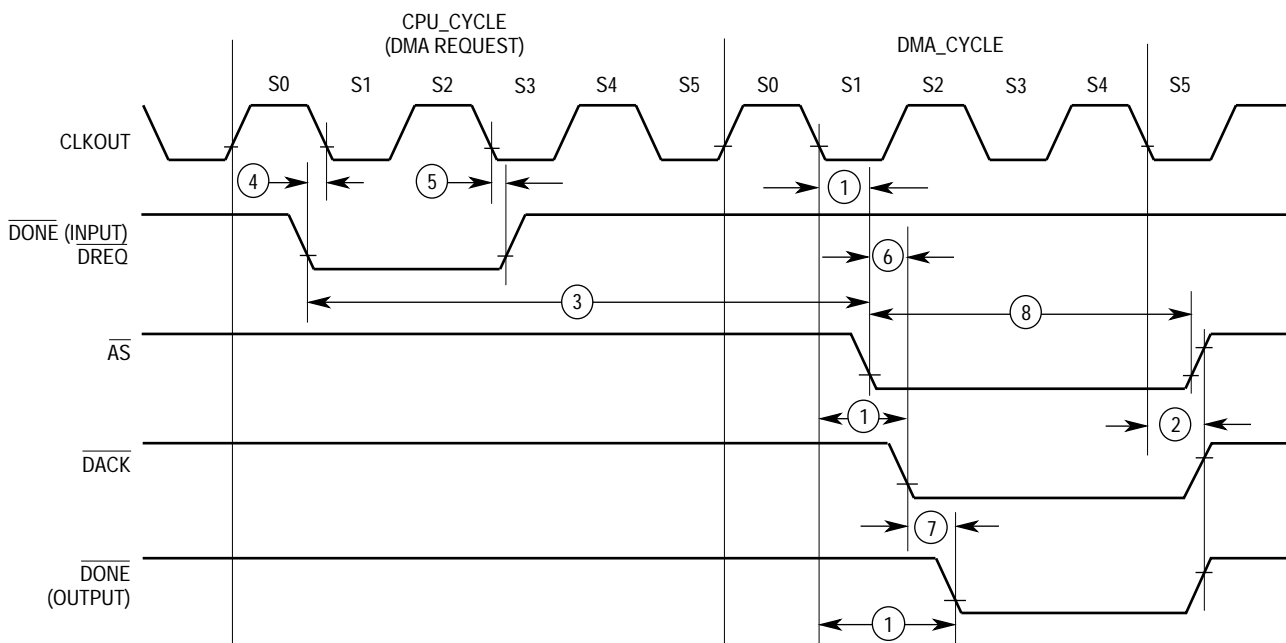 CPU_CYCLE
(DMA REQUEST)
DMA_CYCLE
S0 S1 S2 S3 S4 S5 S0 S1 S2 S3 S4 S5
CLKOUT
4 5 1
DONE (INPUT)
DREQ
6
3
8
AS
1 2
DACK
7
DONE
(OUTPUT)
1